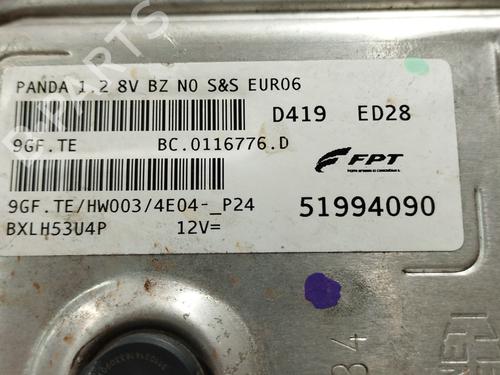 PANDA 1.2 8V BZ NO S&S EURO6
D419 ED28
9GF.TE BC.0116776.D
FPT
9GF.TE/HW003/4E04-_P24 51994090
BXLH53U4P 12V=